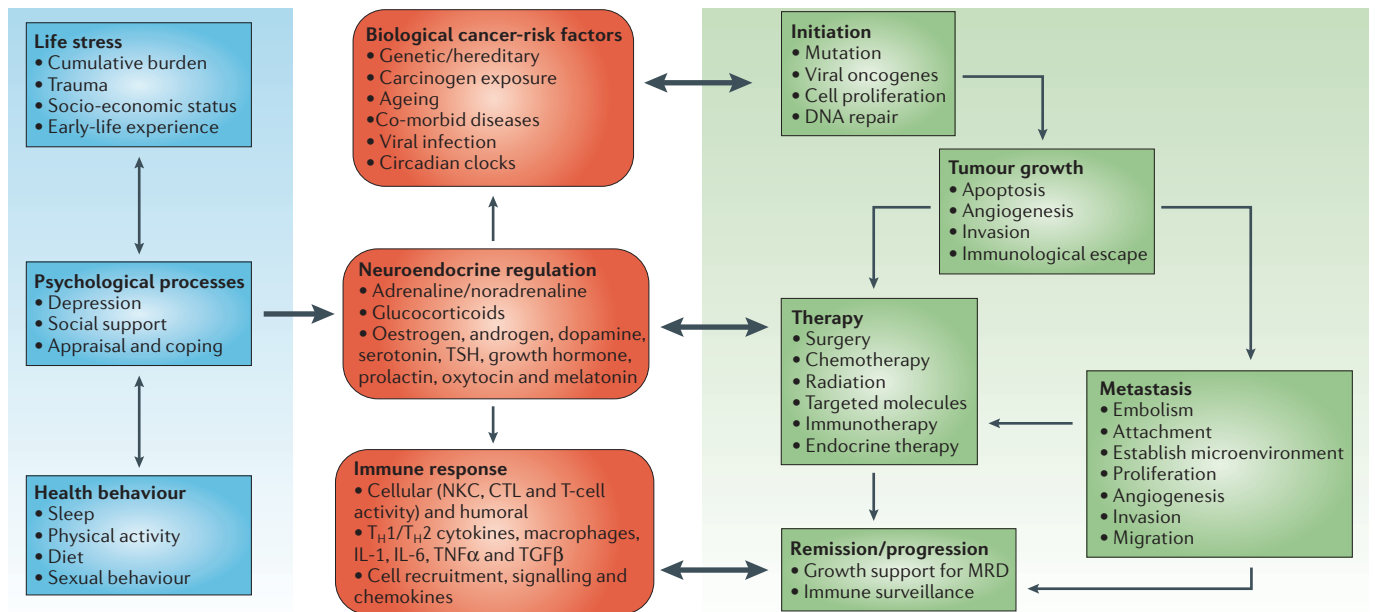 Life stress
• Cumulative burden
• Trauma
• Socio-economic status
• Early-life experience
Psychological processes
• Depression
• Social support
• Appraisal and coping
Health behaviour
• Sleep
• Physical activity
• Diet
• Sexual behaviour
Biological cancer-risk factors
• Genetic/hereditary
• Carcinogen exposure
• Ageing
•Co-morbid diseases
• Viral infection
• Circadian clocks
Neuroendocrine regulation
• Adrenaline/noradrenaline
• Glucocorticoids
• Oestrogen, androgen, dopamine,
serotonin, TSH, growth hormone,
prolactin, oxytocin and melatonin
Immune response
• Cellular (NKC, CTL and T-cell
activity) and humoral
• TH1/TH2 cytokines, macrophages,
IL-1, IL-6, TNFα and TGFβ
• Cell recruitment, signalling and
chemokines
Initiation
• Mutation
• Viral oncogenes
• Cell proliferation
• DNA repair
Tumour growth
• Apoptosis
• Angiogenesis
• Invasion
• Immunological escape
Therapy
• Surgery
• Chemotherapy
• Radiation
• Targeted molecules
• Immunotherapy
• Endocrine therapy
Metastasis
• Embolism
• Attachment
• Establish microenvironment
• Proliferation
• Angiogenesis
• Invasion
• Migration
Remission/progression
• Growth support for MRD
• Immune surveillance